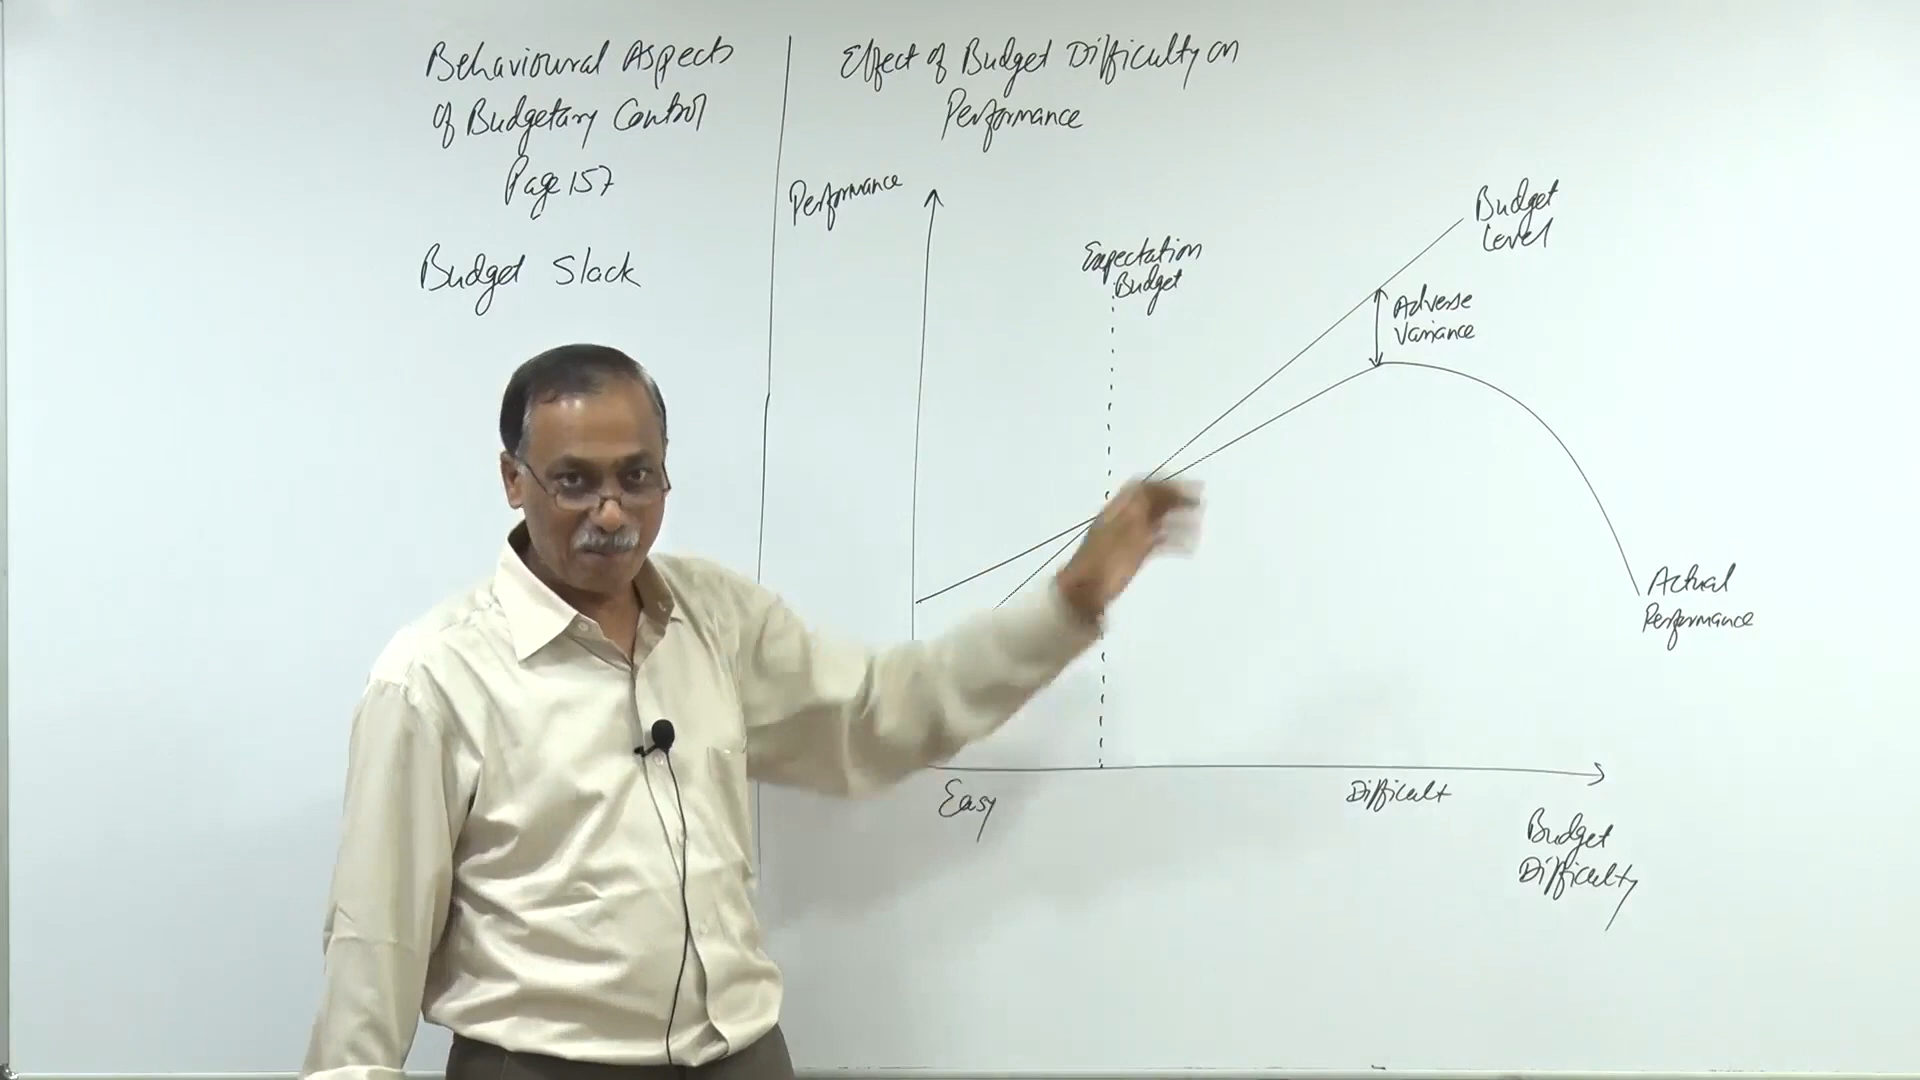 Behavioural Aspects
of Budgetary Control
Page 157
Budget Slack
Effect of Budget Difficulty on
Performance
Performance
Expectation
Budget
Budget
Level
Adverse
Variance
Actual
Performance
Easy
Difficult
Budget
Difficulty